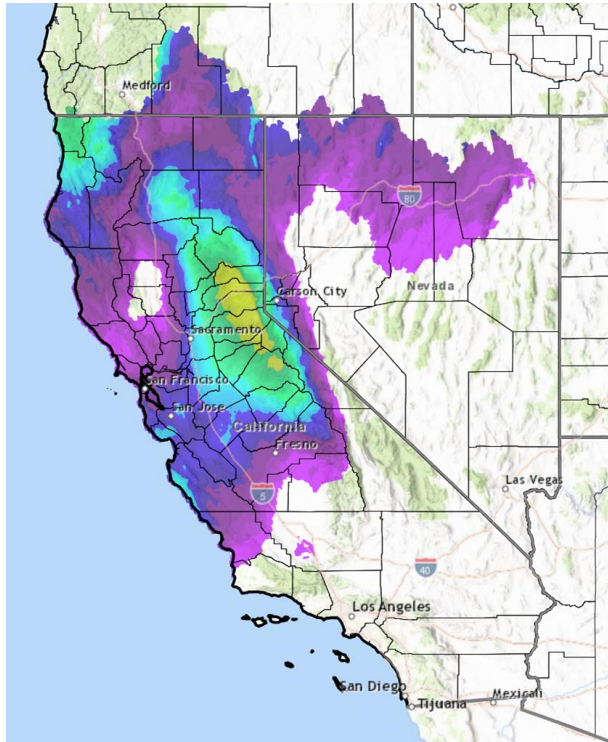 Medford
80
Nevada
Carson City
Sacramento
San Francisco
San Jose
California
Fresno
5
Las Vegas
40
Los Angeles
San Diego
Tijuana
Mexicali